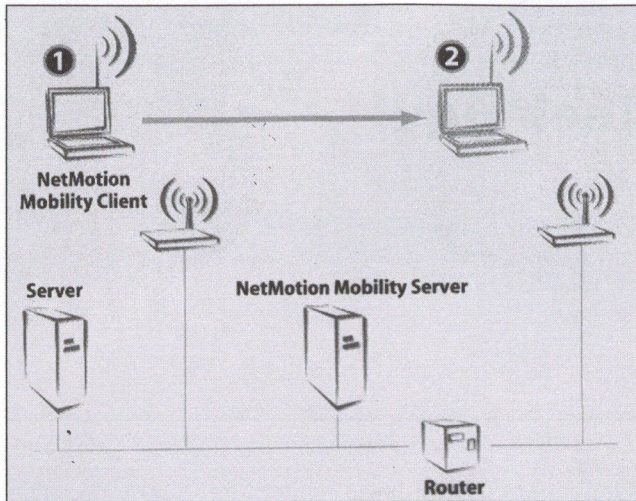 1
2
NetMotion
Mobility Client
Server
NetMotion Mobility Server
Router